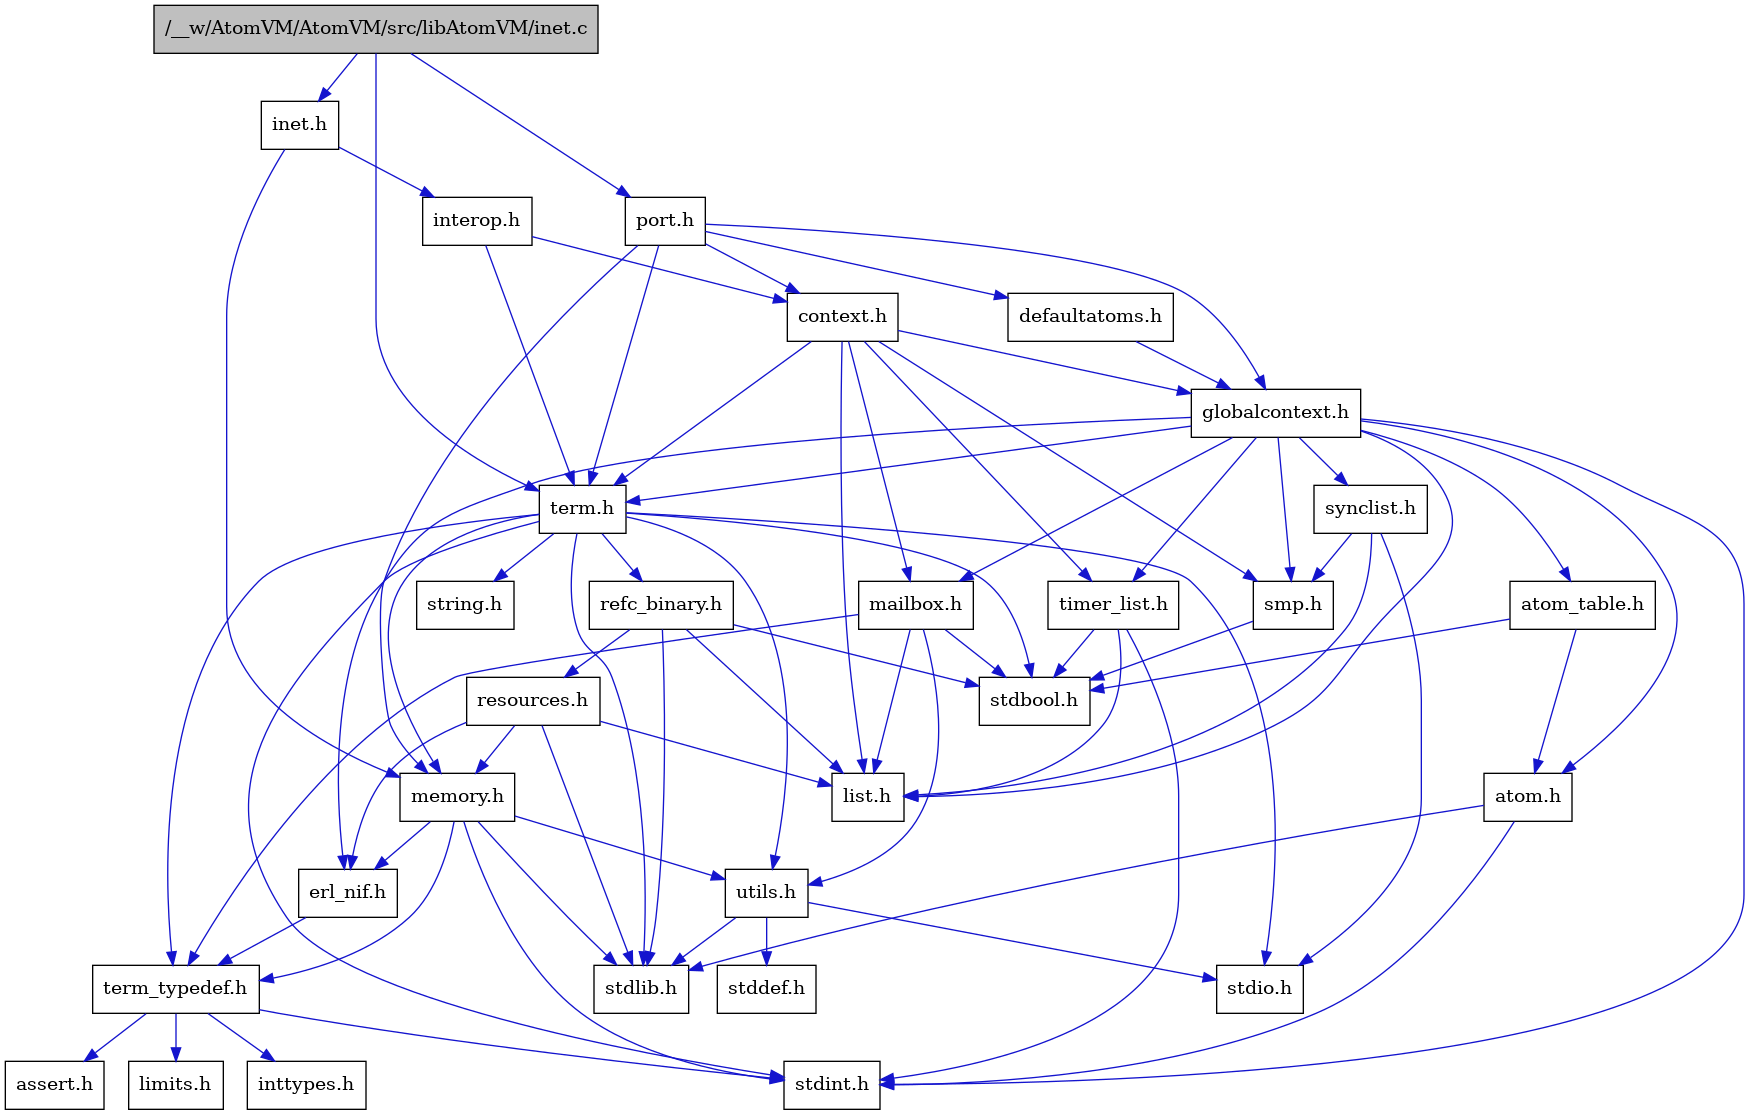 /__w/AtomVM/AtomVM/src/libAtomVM/inet.c
inet.h
interop.h
port.h
context.h
defaultatoms.h
globalcontext.h
term.h
synclist.h
string.h
refc_binary.h
mailbox.h
timer_list.h
smp.h
atom_table.h
resources.h
stdbool.h
memory.h
list.h
atom.h
erl_nif.h
utils.h
term_typedef.h
stdlib.h
stddef.h
stdio.h
assert.h
limits.h
inttypes.h
stdint.h